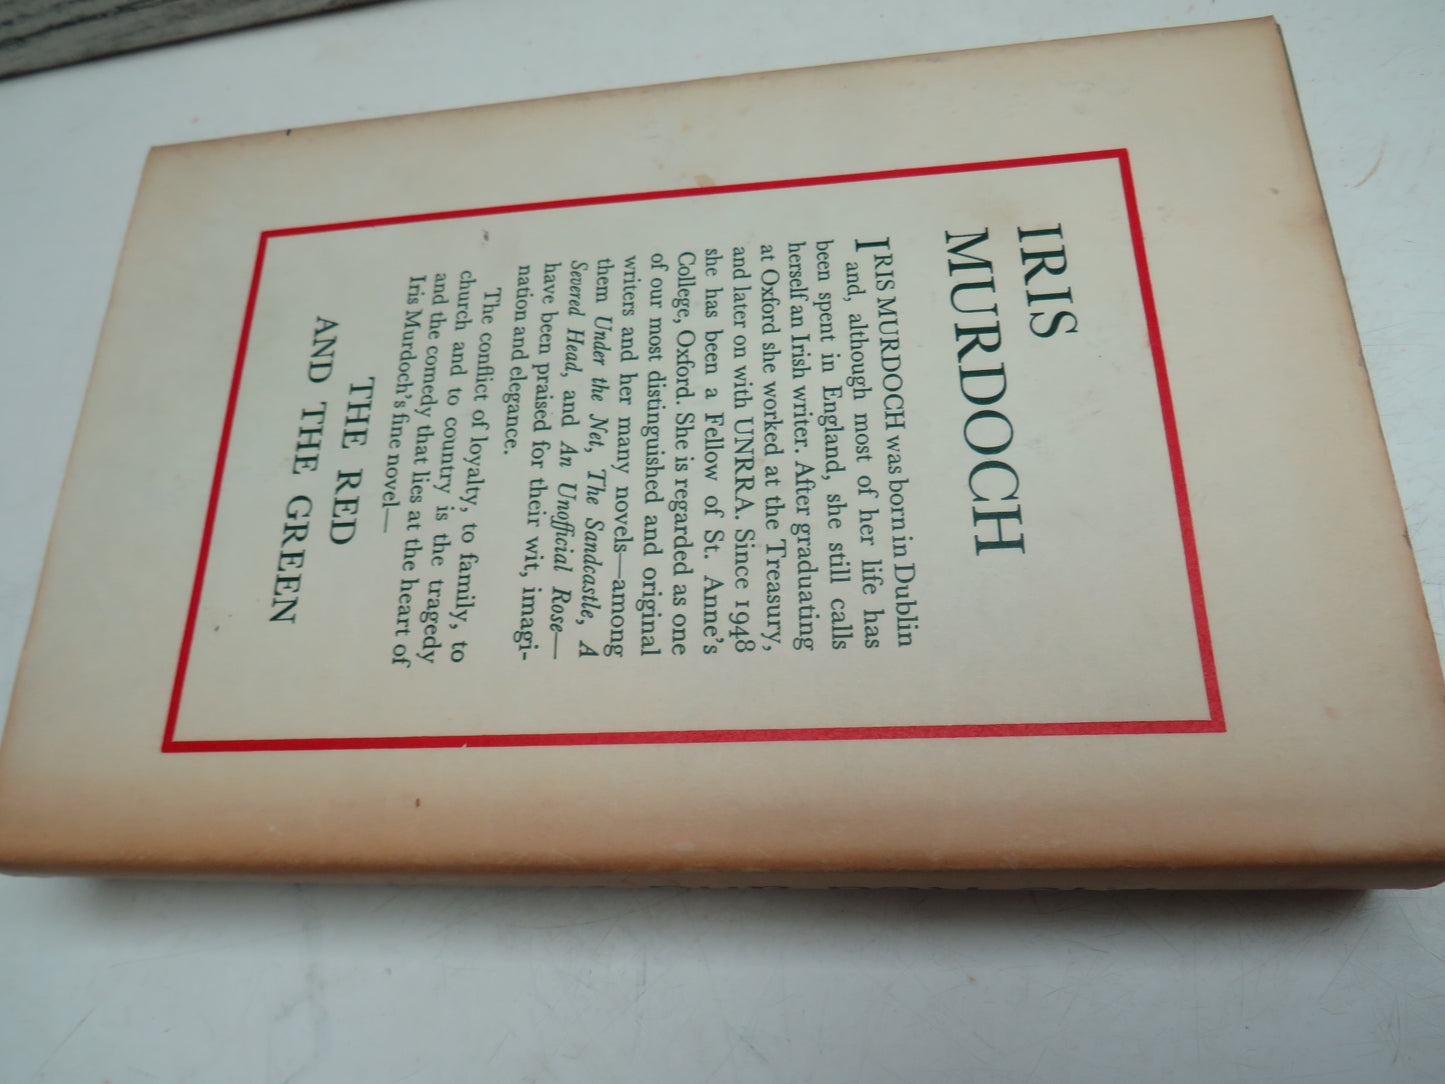 IRIS
MURDOCH
IRIS MURDOCH was born in Dublin
and, although most of her life has
been spent in England, she still calls
herself an Irish writer. After graduating
at Oxford she worked at the Treasury,
and later on with UNRRA. Since 1948
she has been a Fellow of St. Anne's
College, Oxford. She is regarded as one
of our most distinguished and original
writers and her many novels—among
them Under the Net, The Sandcastle, A
Severed Head, and An Unofficial Rose—
have been praised for their wit, imagi-
nation and elegance.
The conflict of loyalty, to family, to
church and to country is the tragedy
and the comedy that lies at the heart of
Iris Murdoch's fine novel—
THE RED
AND THE GREEN